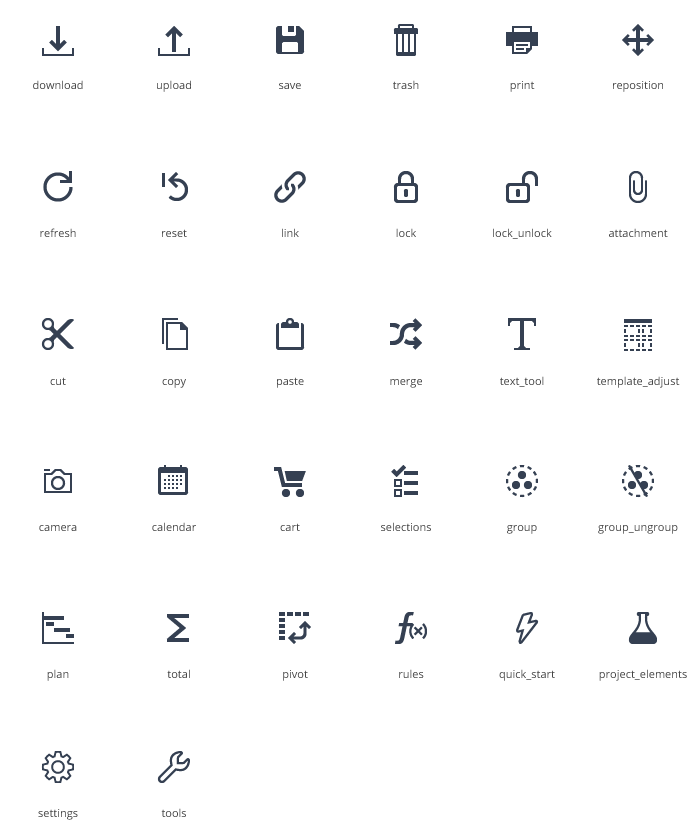 download upload save trash print reposition
refresh reset link lock lock_unlock attachment
cut copy paste merge text_tool template_adjust
camera calendar cart selections group group_ungroup
plan total pivot rules quick_start project_elements
settings tools